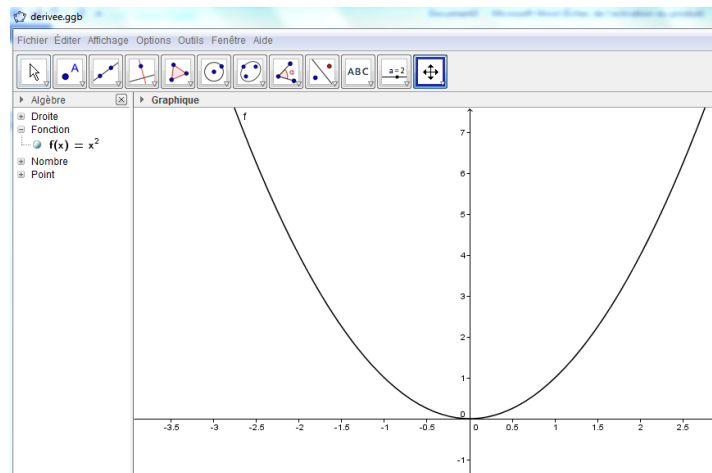 derivee.ggb
Fichier Éditer Affichage Options Outils Fenêtre Aide
A
α
ABC
a=2
Algèbre
Graphique
Droite
Fonction
f(x) = x²
Nombre
Point
f
7
6
5
4
3
2
1
0
-1
-3.5 -3 -2.5 -2 -1.5 -1 -0.5 0 0.5 1 1.5 2 2.5